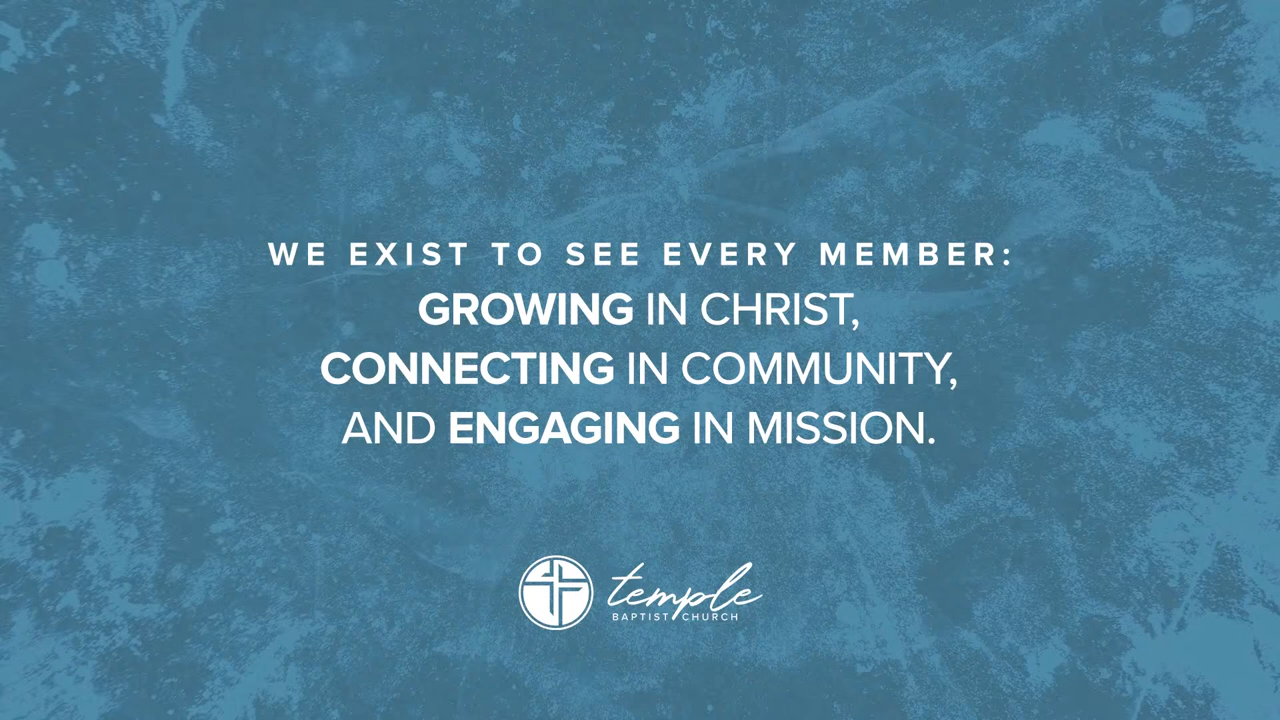 WE EXIST TO SEE EVERY MEMBER:
GROWING IN CHRIST,
CONNECTING IN COMMUNITY,
AND ENGAGING IN MISSION.
temple
BAPTIST CHURCH